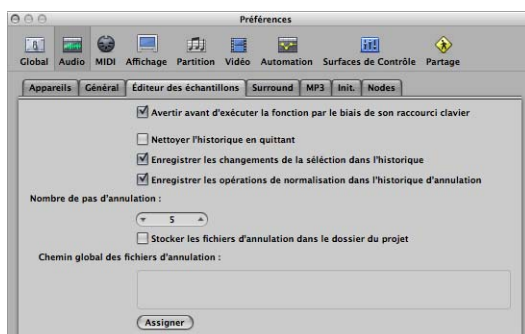 Préférences
Global Audio MIDI Affichage Partition Vidéo Automation Surfaces de Contrôle Partage
Appareils Général Éditeur des échantillons Surround MP3 Init. Nodes
Avertir avant d'exécuter la fonction par le biais de son raccourci clavier
Nettoyer l'historique en quittant
Enregistrer les changements de la séléction dans l'historique
Enregistrer les opérations de normalisation dans l'historique d'annulation
Nombre de pas d'annulation :
5
Stocker les fichiers d'annulation dans le dossier du projet
Chemin global des fichiers d'annulation :
Assigner